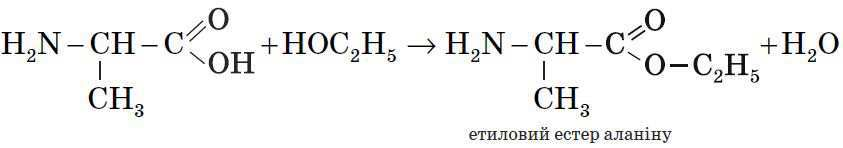 H₂N – CH – C(=O)OH + HOC₂H₅ → H₂N – CH – C(=O)O – C₂H₅ + H₂O
CH₃ CH₃
етиловий естер аланіну